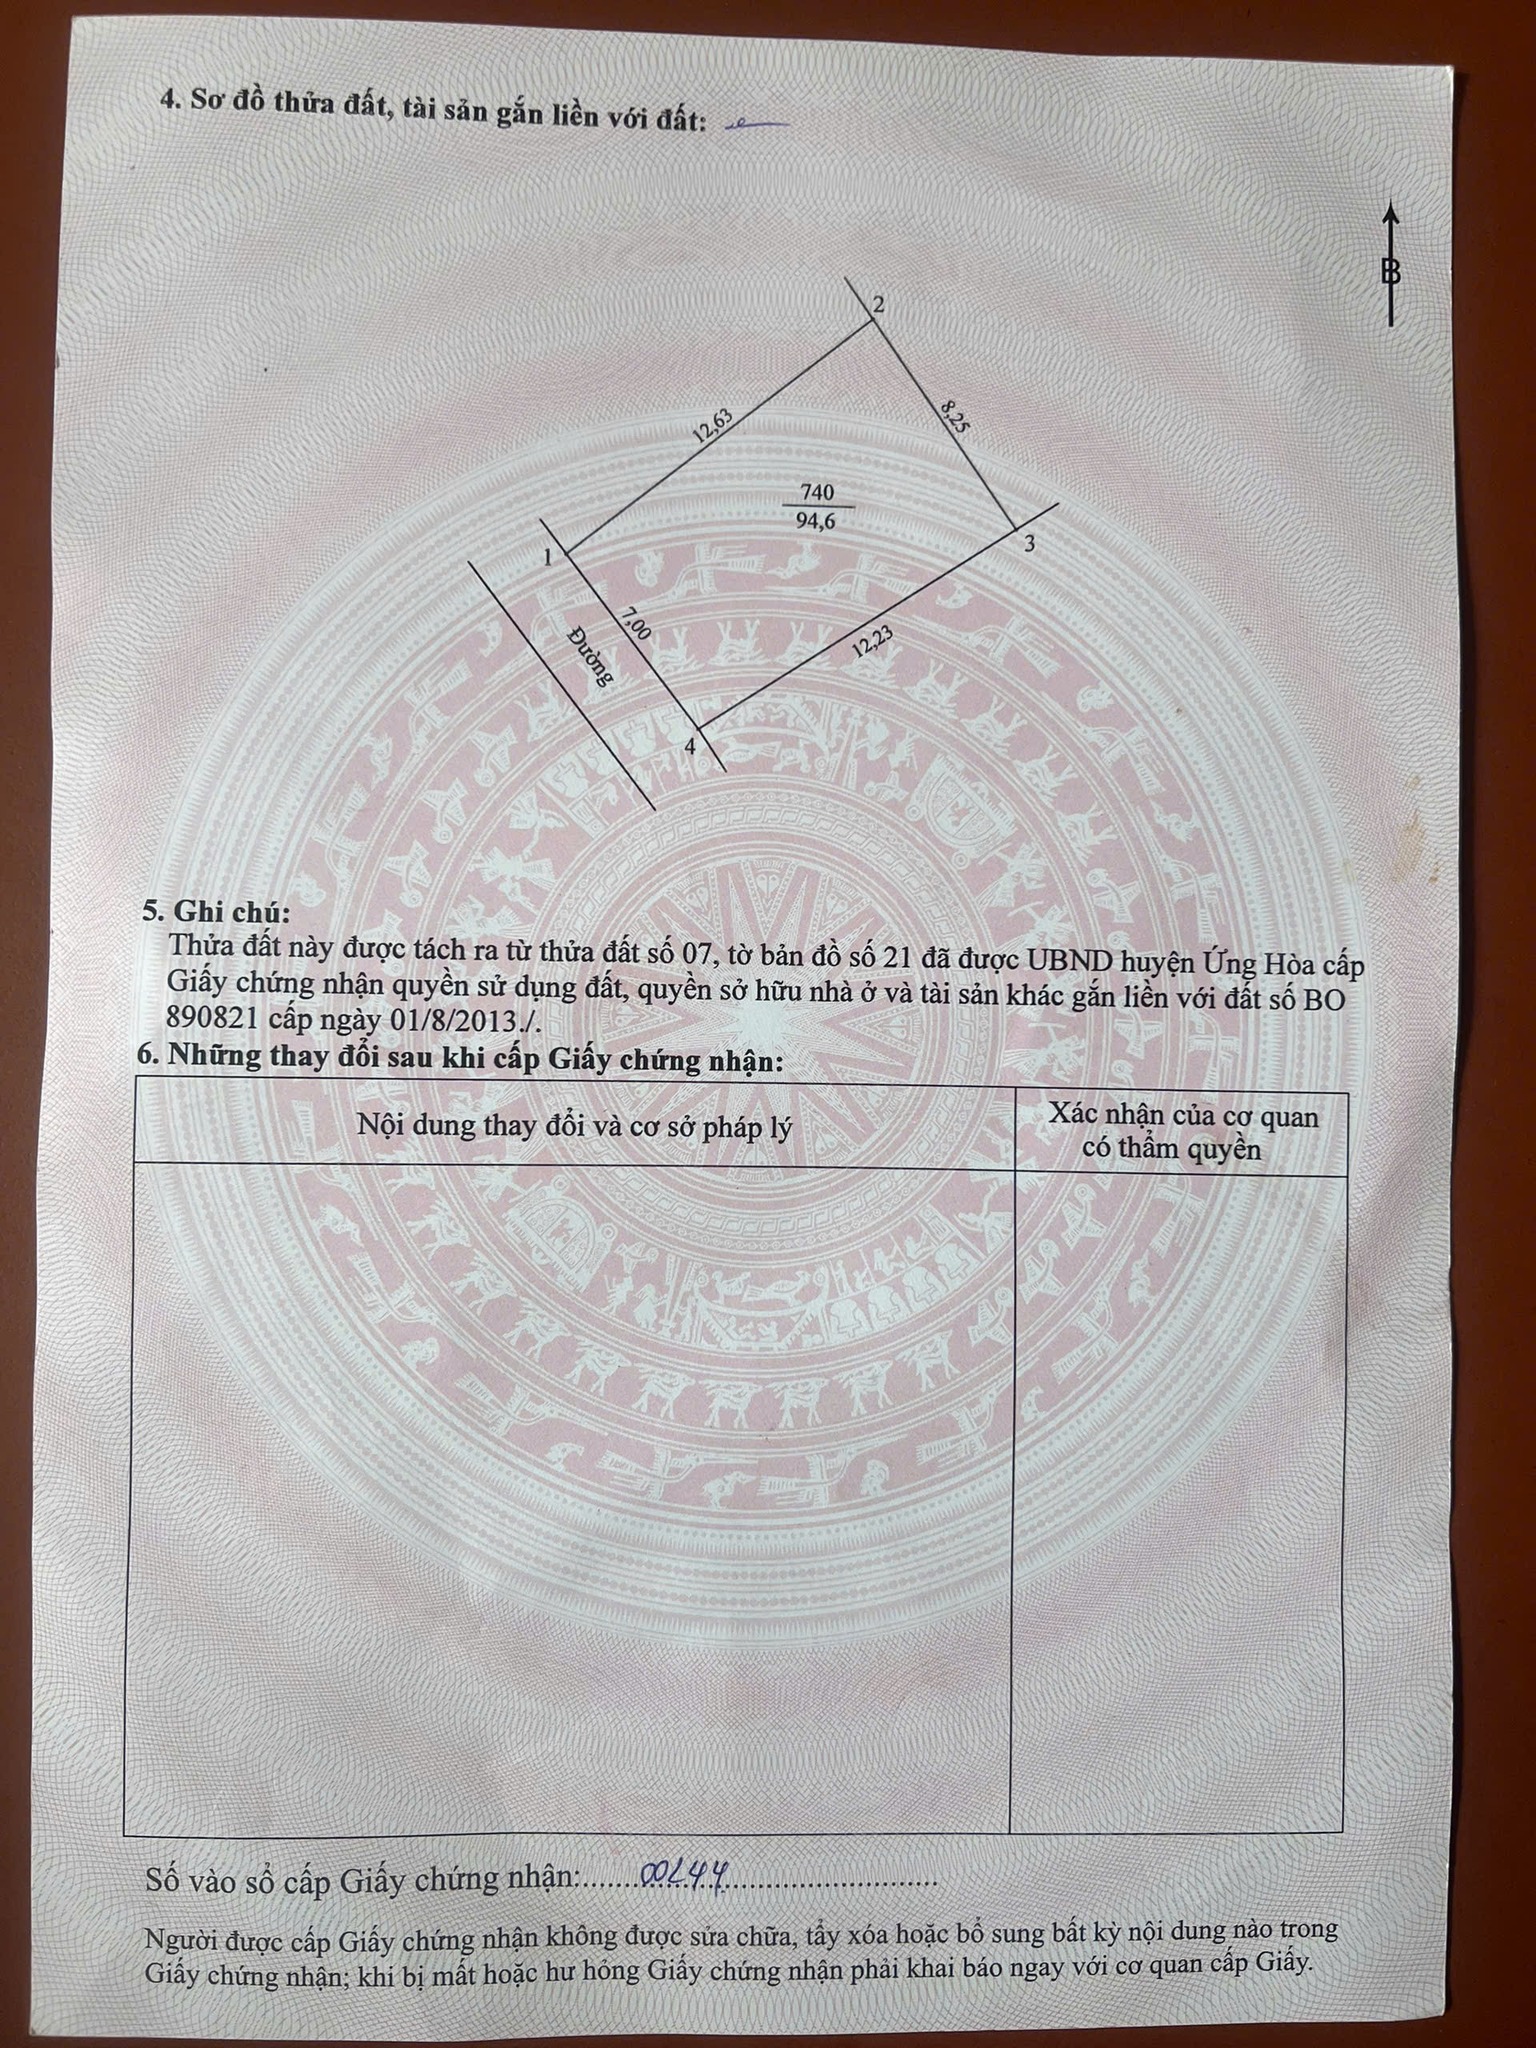 4. Sơ đồ thửa đất, tài sản gắn liền với đất:
B
2
12,63
8,25
740
94,6
1
3
7,00
Đường
12,23
4
5. Ghi chú:
Thửa đất này được tách ra từ thửa đất số 07, tờ bản đồ số 21 đã được UBND huyện Ứng Hòa cấp
Giấy chứng nhận quyền sử dụng đất, quyền sở hữu nhà ở và tài sản khác gắn liền với đất số BO
890821 cấp ngày 01/8/2013./.
6. Những thay đổi sau khi cấp Giấy chứng nhận:
Nội dung thay đổi và cơ sở pháp lý
Xác nhận của cơ quan
có thẩm quyền
Số vào sổ cấp Giấy chứng nhận:
Người được cấp Giấy chứng nhận không được sửa chữa, tẩy xóa hoặc bổ sung bất kỳ nội dung nào trong
Giấy chứng nhận; khi bị mất hoặc hư hỏng Giấy chứng nhận phải khai báo ngay với cơ quan cấp Giấy.